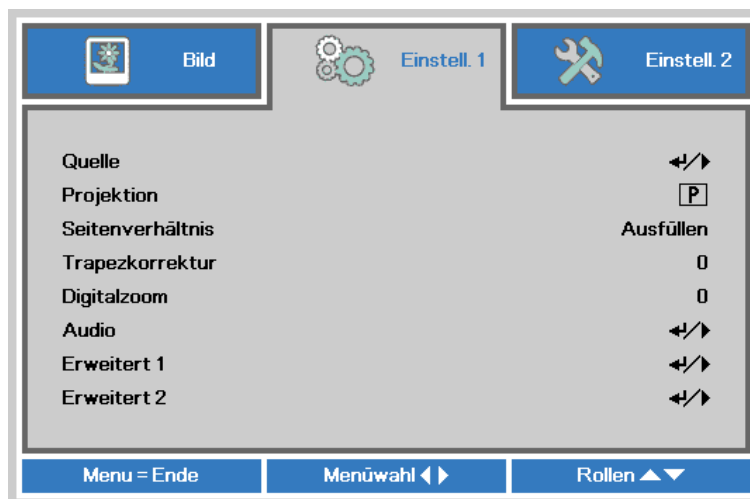 Bild Einstell. 1 Einstell. 2
Quelle ↵/▶
Projektion P
Seitenverhältnis Ausfüllen
Trapezkorrektur 0
Digitalzoom 0
Audio ↵/▶
Erweitert 1 ↵/▶
Erweitert 2 ↵/▶
Menu = Ende Menüwahl ◀▶ Rollen ▲▼